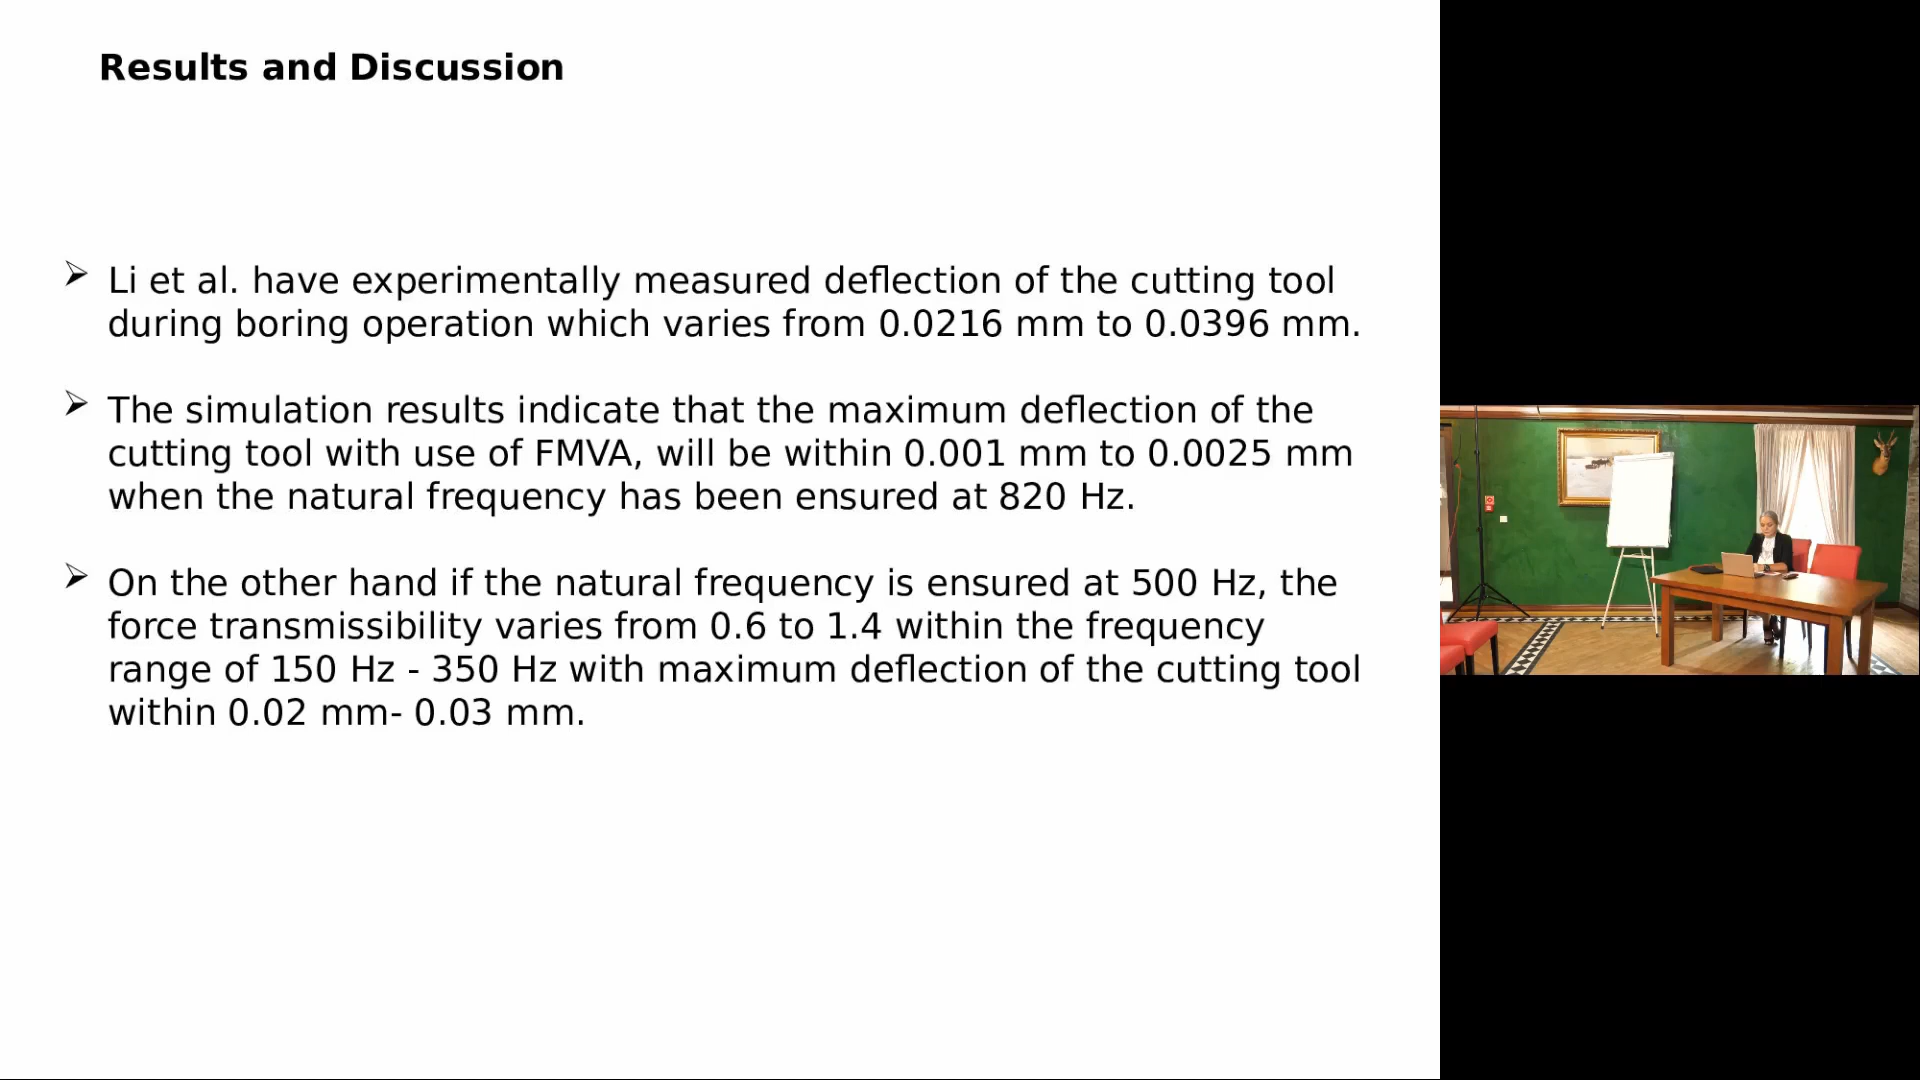 Results and Discussion
Li et al. have experimentally measured deflection of the cutting tool
during boring operation which varies from 0.0216 mm to 0.0396 mm.
The simulation results indicate that the maximum deflection of the
cutting tool with use of FMVA, will be within 0.001 mm to 0.0025 mm
when the natural frequency has been ensured at 820 Hz.
On the other hand if the natural frequency is ensured at 500 Hz, the
force transmissibility varies from 0.6 to 1.4 within the frequency
range of 150 Hz - 350 Hz with maximum deflection of the cutting tool
within 0.02 mm- 0.03 mm.